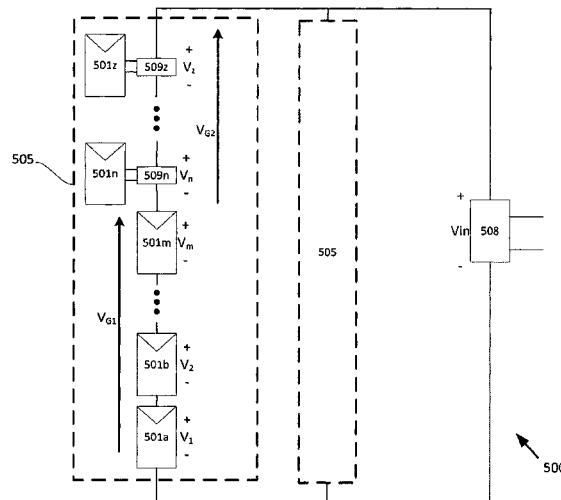 +
501z
509z
Vz
-
VG2
505
+
501n
509n
Vn
-
+
501m
Vm
-
+
Vin
508
-
505
VG1
+
501b
V2
-
+
501a
V1
-